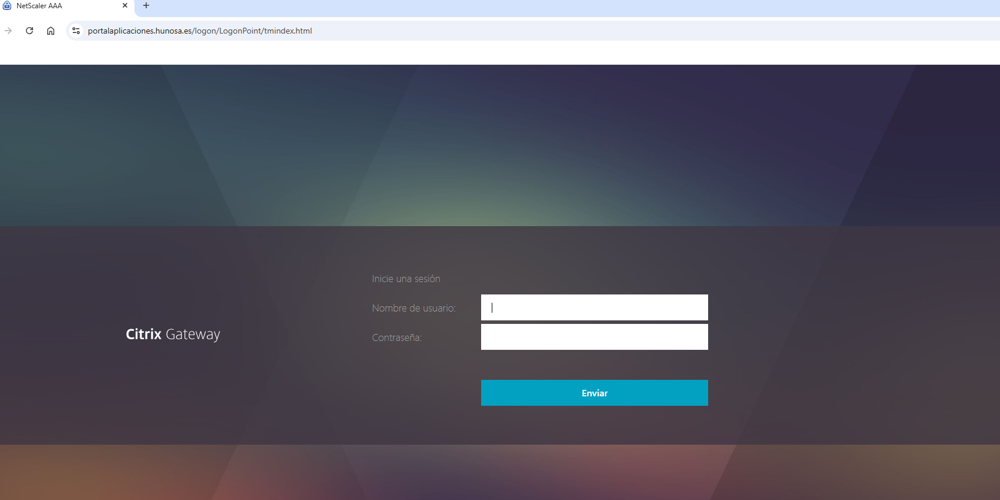 NetScaler AAA
portalaplicaciones.hunosa.es/logon/LogonPoint/tmindex.html
Inicie una sesión
Nombre de usuario:
Citrix Gateway
Contraseña:
Enviar